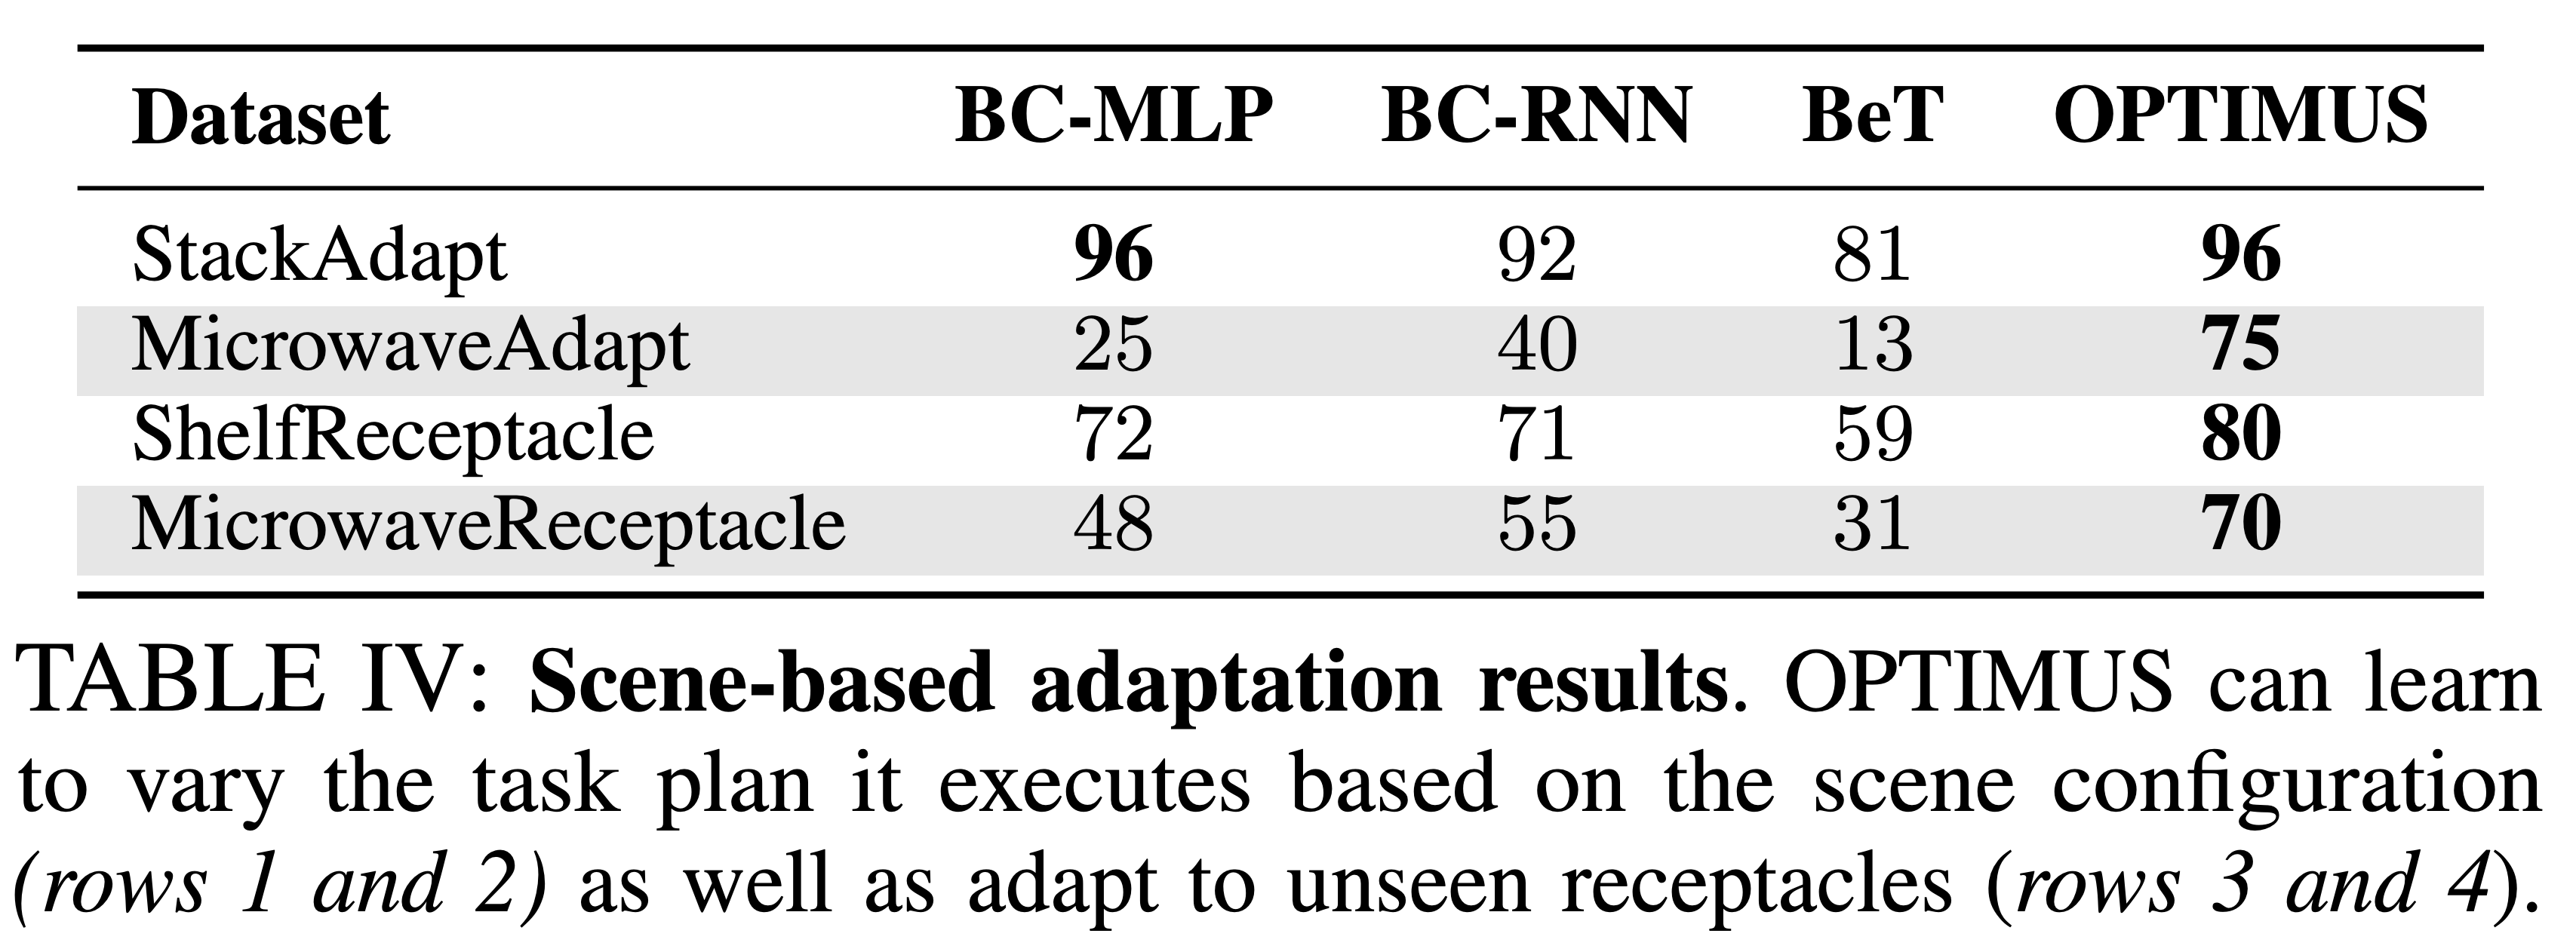 Dataset BC-MLP BC-RNN BeT OPTIMUS
StackAdapt 96 92 81 96
MicrowaveAdapt 25 40 13 75
ShelfReceptacle 72 71 59 80
MicrowaveReceptacle 48 55 31 70
TABLE IV: Scene-based adaptation results. OPTIMUS can learn
to vary the task plan it executes based on the scene configuration
(rows 1 and 2) as well as adapt to unseen receptacles (rows 3 and 4).